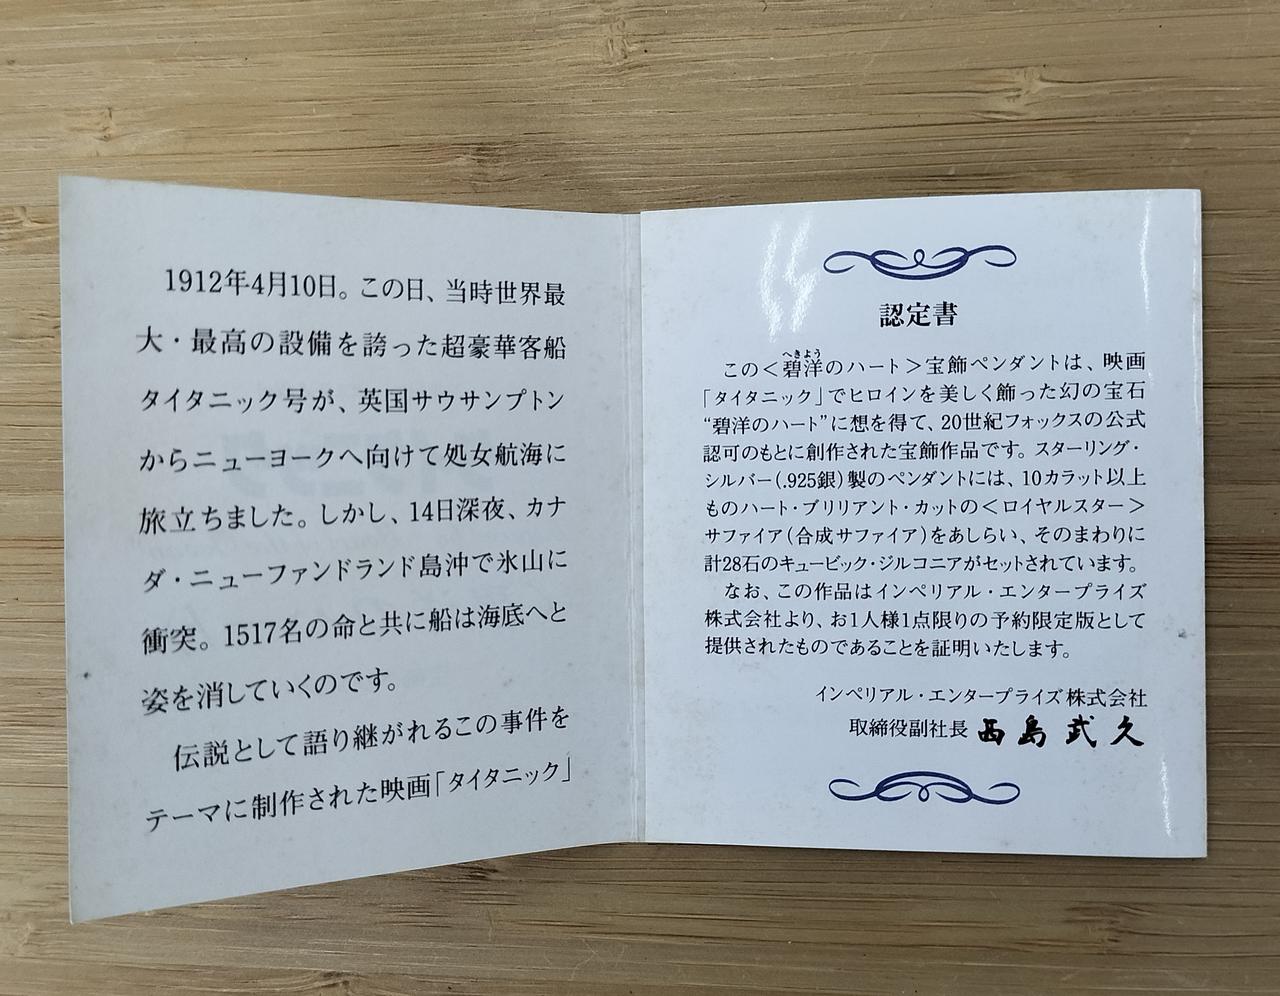 1912年4月10日。この日、当時世界最
大・最高の設備を誇った超豪華客船
タイタニック号が、英国サウサンプトン
からニューヨークへ向けて処女航海に
旅立ちました。しかし、14日深夜、カナ
ダ・ニューファンドランド島沖で氷山に
衝突。1517名の命と共に船は海底へと
姿を消していくのです。
伝説として語り継がれるこの事件を
テーマに制作された映画「タイタニック」
認定書
へきよう
この＜碧洋のハート＞宝飾ペンダントは、映画
「タイタニック」でヒロインを美しく飾った幻の宝石
“碧洋のハート”に想を得て、20世紀フォックスの公式
認可のもとに創作された宝飾作品です。スターリング・
シルバー(.925銀)製のペンダントには、10カラット以上
ものハート・ブリリアント・カットの＜ロイヤルスター＞
サファイア(合成サファイア)をあしらい、そのまわりに
計28石のキュービック・ジルコニアがセットされています。
なお、この作品はインペリアル・エンタープライズ
株式会社より、お1人様1点限りの予約限定版として
提供されたものであることを証明いたします。
インペリアル・エンタープライズ株式会社
取締役副社長 西島武久